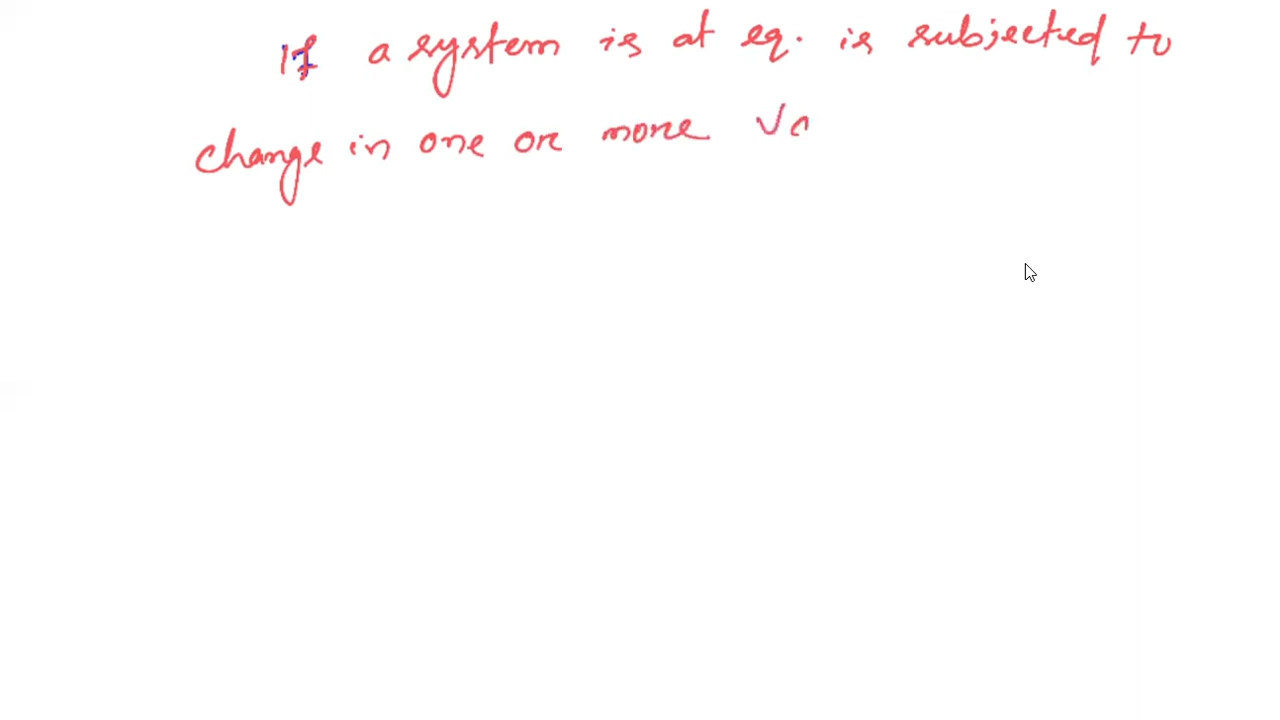 If a system is at eq. is subjected to
change in one or more